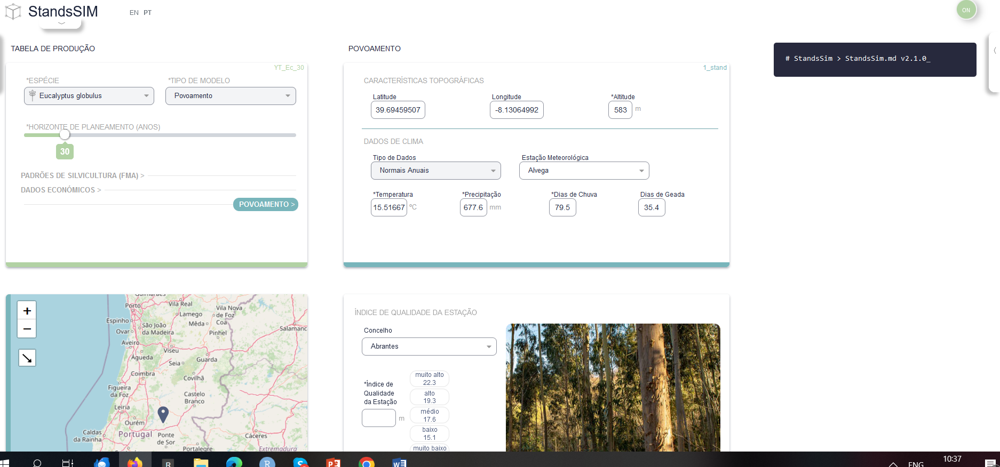 StandsSIM
EN PT
ON
TABELA DE PRODUÇÃO
YT_Ec_30
*ESPÉCIE
*TIPO DE MODELO
Eucalyptus globulus
Povoamento
*HORIZONTE DE PLANEAMENTO (ANOS)
30
PADRÕES DE SILVICULTURA (FMA) >
DADOS ECONÓMICOS >
POVOAMENTO >
POVOAMENTO
1_stand
CARACTERÍSTICAS TOPOGRÁFICAS
Latitude
Longitude
*Altitude
39.69459507
-8.13064992
583 m
DADOS DE CLIMA
Tipo de Dados
Estação Meteorológica
Normais Anuais
Alvega
*Temperatura
*Precipitação
*Dias de Chuva
Dias de Geada
15.51667 ºC
677.6 mm
79.5
35.4
# StandsSim > StandsSim.md v2.1.0_
+
−
Guimarães
Porto
Vila Real
Vila Nova
de Foz
Coa
Lamego
Espinho
São João
da Madeira
Mêda
Ovar
Pinhel
Salamanc
Aveiro
Viseu
Águeda
Seia
Guarda
Coimbra
Covilhã
Figueira
da Foz
Castelo
Branco
Leiria
Ourém
Caldas
da Rainha
Portugal
Ponte
de Sor
Cáceres
Portalegre
Extremadura
ÍNDICE DE QUALIDADE DA ESTAÇÃO
Concelho
Abrantes
*Índice de
Qualidade
da Estação
m
muito alto
22.3
alto
19.3
médio
17.6
baixo
15.1
muito baixo
10:37
ENG